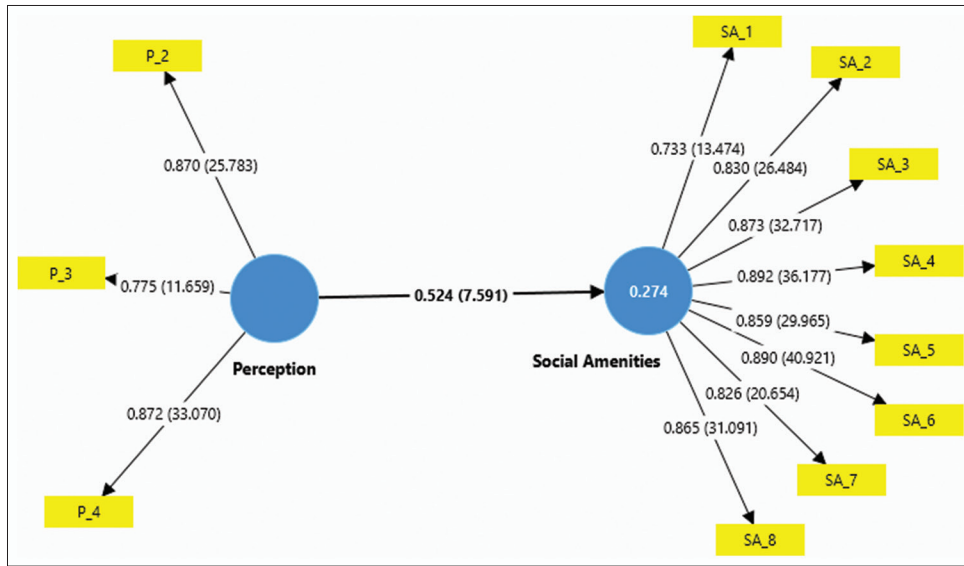 SA_1
P_2
SA_2
0.870 (25.783)
0.733 (13.474)
0.830 (26.484)
SA_3
0.873 (32.717)
P_3
0.775 (11.659)
SA_4
0.892 (36.177)
0.524 (7.591)
0.274
0.859 (29.965)
SA_5
Perception
Social Amenities
0.890 (40.921)
0.826 (20.654)
0.872 (33.070)
0.865 (31.091)
SA_6
SA_7
P_4
SA_8